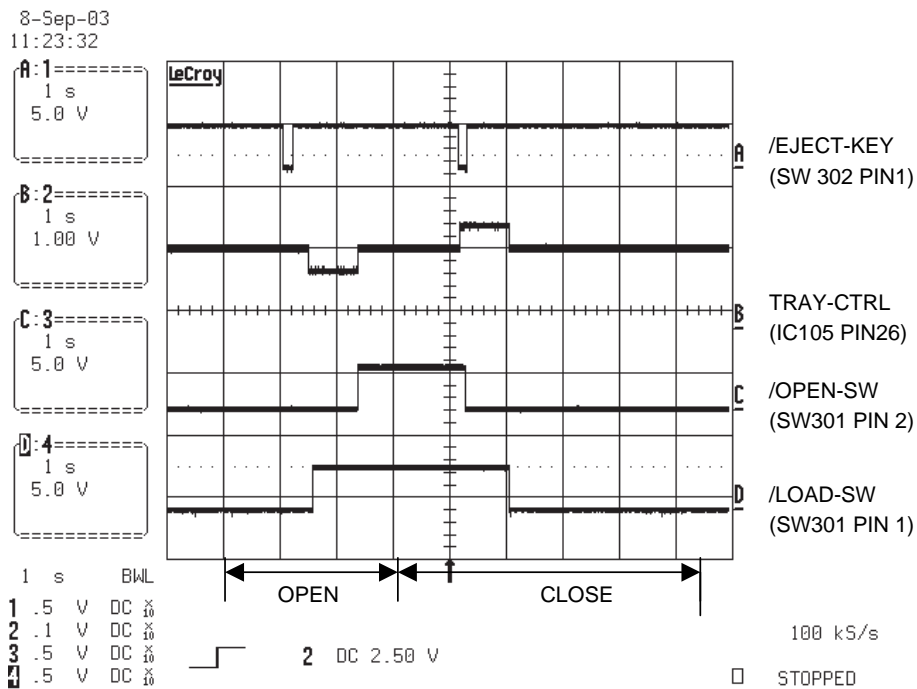 8-Sep-03
11:23:32
A:1
1 s
5.0 V
LeCroy
A
/EJECT-KEY
(SW 302 PIN1)
B:2
1 s
1.00 V
B
TRAY-CTRL
(IC105 PIN26)
C:3
1 s
5.0 V
C
/OPEN-SW
(SW301 PIN 2)
D:4
1 s
5.0 V
D
/LOAD-SW
(SW301 PIN 1)
OPEN
CLOSE
1 s BWL
1 .5 V DC X10
2 .1 V DC X10
3 .5 V DC X10
4 .5 V DC X10
2 DC 2.50 V
100 kS/s
STOPPED